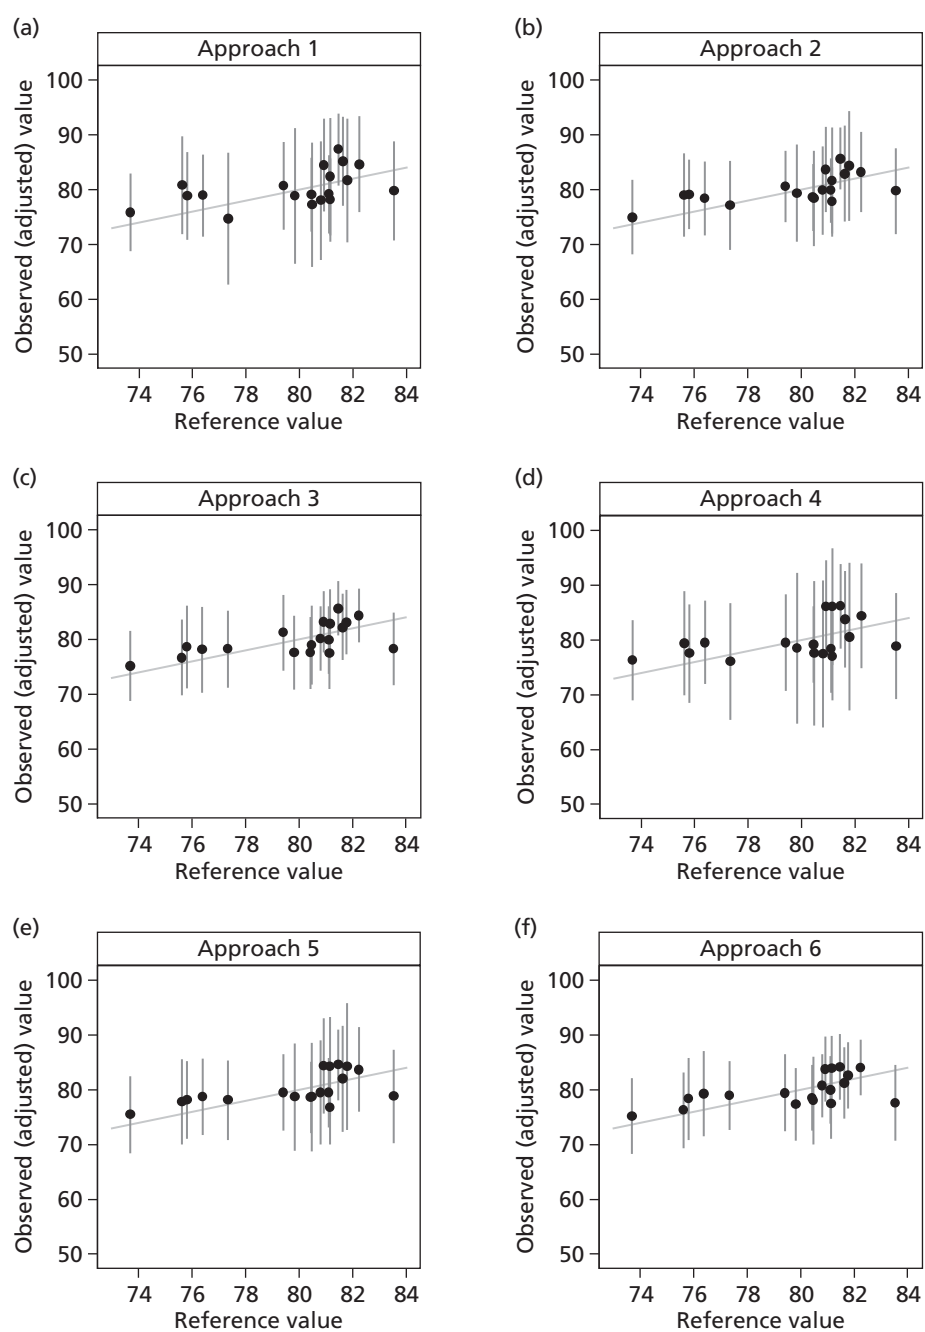 (a)
Approach 1
100
90
80
70
60
50
Observed (adjusted) value
74 76 78 80 82 84
Reference value
(b)
Approach 2
100
90
80
70
60
50
Observed (adjusted) value
74 76 78 80 82 84
Reference value
(c)
Approach 3
100
90
80
70
60
50
Observed (adjusted) value
74 76 78 80 82 84
Reference value
(d)
Approach 4
100
90
80
70
60
50
Observed (adjusted) value
74 76 78 80 82 84
Reference value
(e)
Approach 5
100
90
80
70
60
50
Observed (adjusted) value
74 76 78 80 82 84
Reference value
(f)
Approach 6
100
90
80
70
60
50
Observed (adjusted) value
74 76 78 80 82 84
Reference value